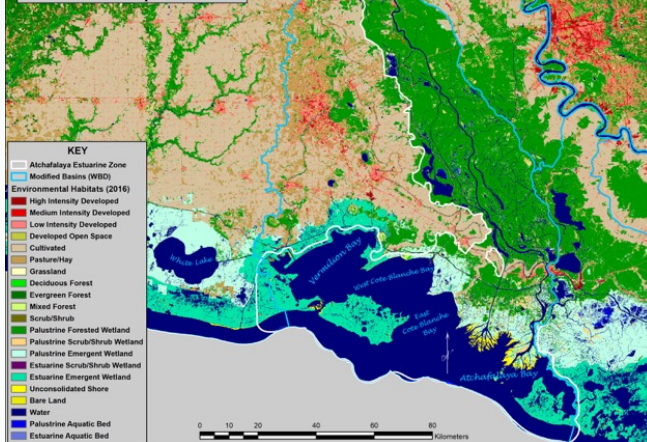 KEY
Atchafalaya Estuarine Zone
Modified Basins (WBD)
Environmental Habitats (2016)
High Intensity Developed
Medium Intensity Developed
Low Intensity Developed
Developed Open Space
Cultivated
Pasture/Hay
Grassland
Deciduous Forest
Evergreen Forest
Mixed Forest
Scrub/Shrub
Palustrine Forested Wetland
Palustrine Scrub/Shrub Wetland
Palustrine Emergent Wetland
Estuarine Scrub/Shrub Wetland
Estuarine Emergent Wetland
Unconsolidated Shore
Bare Land
Water
Palustrine Aquatic Bed
Estuarine Aquatic Bed
White Lake
Vermilion Bay
West Cote Blanche Bay
East
Cote Blanche
Bay
Atchafalaya Bay
0 10 20 40 60 80
Kilometers